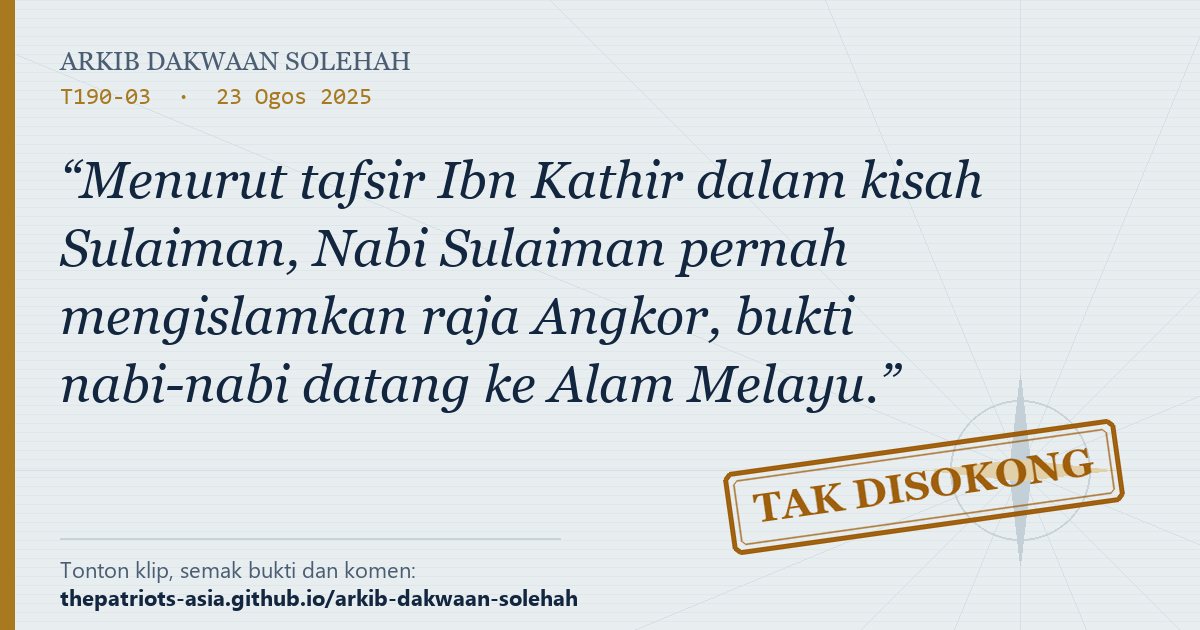 ARKIB DAKWAAN SOLEHAH
T190-03 · 23 Ogos 2025
“Menurut tafsir Ibn Kathir dalam kisah
Sulaiman, Nabi Sulaiman pernah
mengislamkan raja Angkor, bukti
nabi-nabi datang ke Alam Melayu.”
TAK DISOKONG
Tonton klip, semak bukti dan komen:
thepatriots-asia.github.io/arkib-dakwaan-solehah